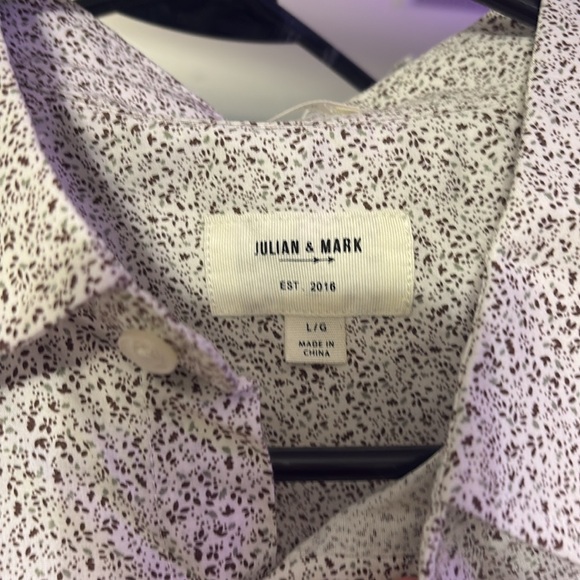 JULIAN & MARK
EST. 2016
L/G
MADE IN
CHINA